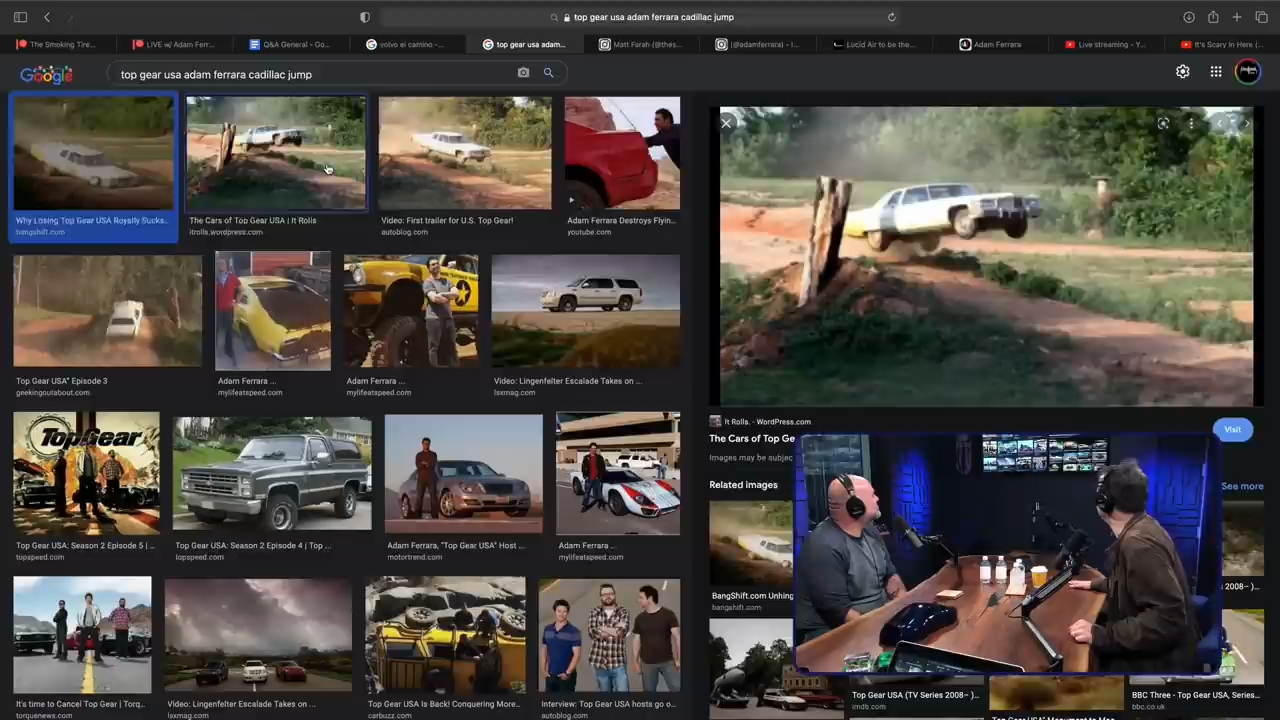 top gear usa adam ferrara cadillac jump
The Smoking Tire...
LIVE w/ Adam Ferr...
Q&A General - Go...
volvo el camino -...
top gear usa adam...
Matt Farah (@thes...
(@adamferrara) - I...
Lucid Air to be the...
Adam Ferrara
Live streaming - Y...
It's Scary In Here (...
Google
top gear usa adam ferrara cadillac jump
Why Losing Top Gear USA Royally Sucks...
bangshift.com
The Cars of Top Gear USA | It Rolls
itrolls.wordpress.com
Video: First trailer for U.S. Top Gear!
autoblog.com
Adam Ferrara Destroys Flyin...
youtube.com
Top Gear USA" Episode 3
geekingoutabout.com
Adam Ferrara ...
mylifeatspeed.com
Adam Ferrara ...
mylifeatspeed.com
Video: Lingenfelter Escalade Takes on ...
lsxmag.com
It Rolls. - WordPress.com
Visit
The Cars of Top Ge
Images may be subjec
Related images
See more
TopGear
Top Gear USA: Season 2 Episode 5 | ...
topspeed.com
Top Gear USA: Season 2 Episode 4 | Top ...
topspeed.com
Adam Ferrara, "Top Gear USA" Host ...
motortrend.com
Adam Ferrara ...
mylifeatspeed.com
BangShift.com Unhing
bangshift.com
2008– )...
It's time to Cancel Top Gear | Torq...
torquenews.com
Video: Lingenfelter Escalade Takes on ...
lsxmag.com
Top Gear USA Is Back! Conquering More...
carbuzz.com
Interview: Top Gear USA hosts go o...
autoblog.com
Top Gear USA (TV Series 2008– )...
imdb.com
BBC Three - Top Gear USA, Series...
bbc.co.uk